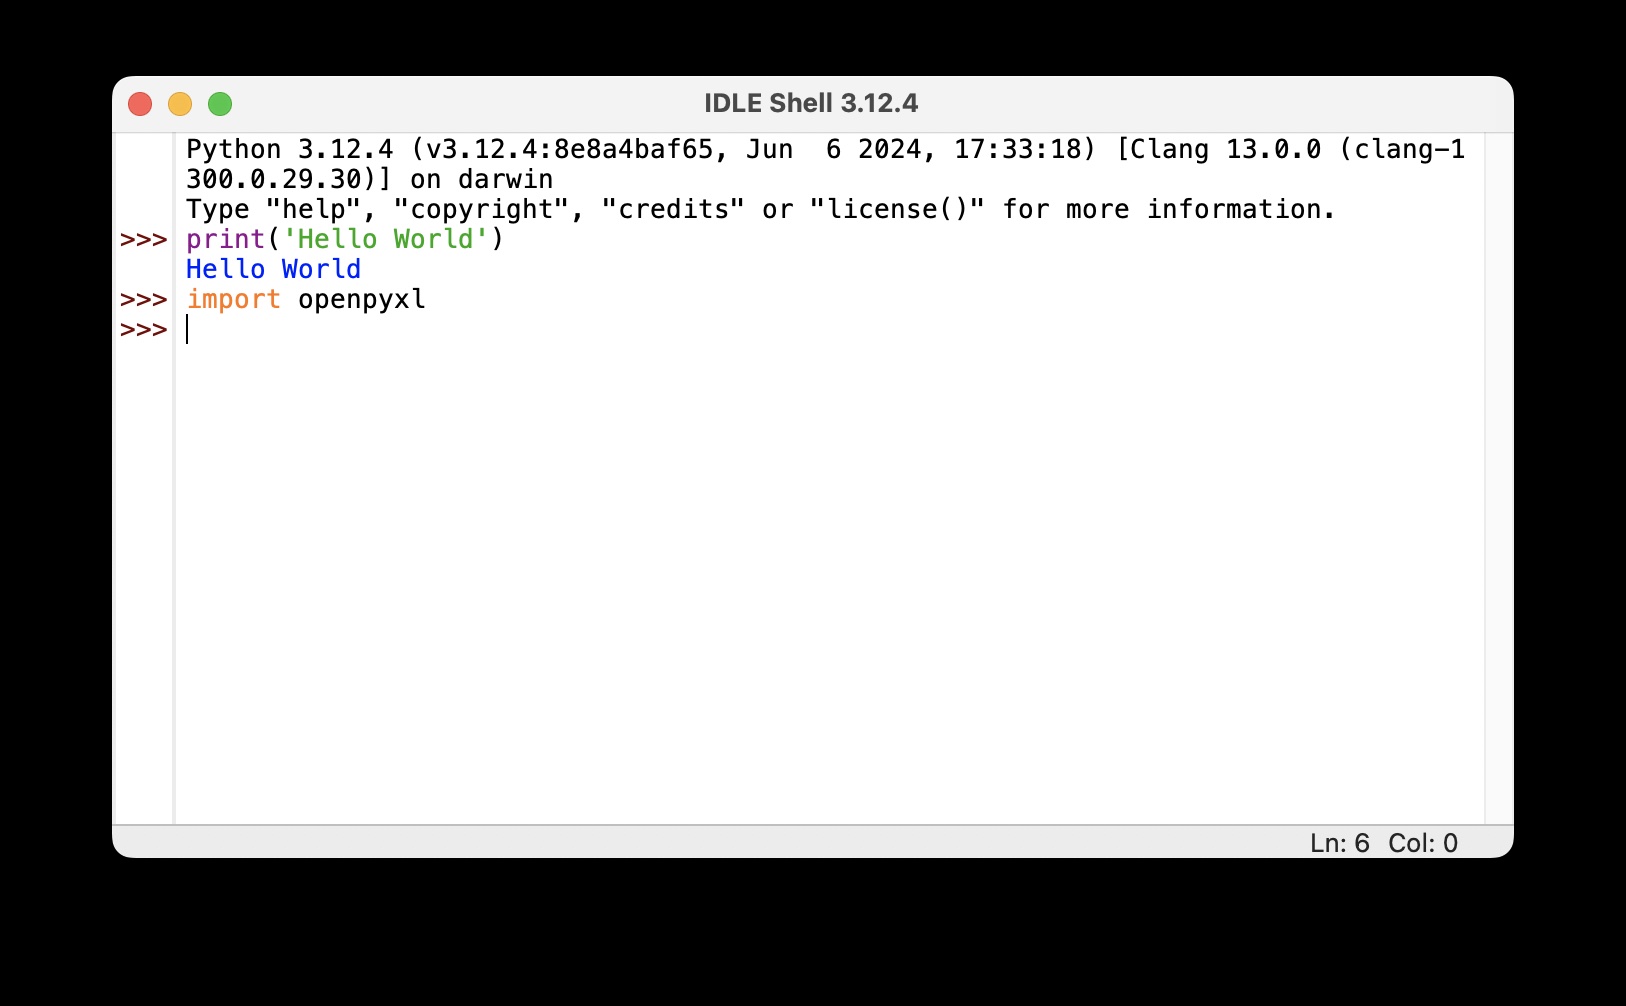 IDLE Shell 3.12.4
Python 3.12.4 (v3.12.4:8e8a4baf65, Jun  6 2024, 17:33:18) [Clang 13.0.0 (clang-1
300.0.29.30)] on darwin
Type "help", "copyright", "credits" or "license()" for more information.
>>> print('Hello World')
Hello World
>>> import openpyxl
>>>
Ln: 6 Col: 0